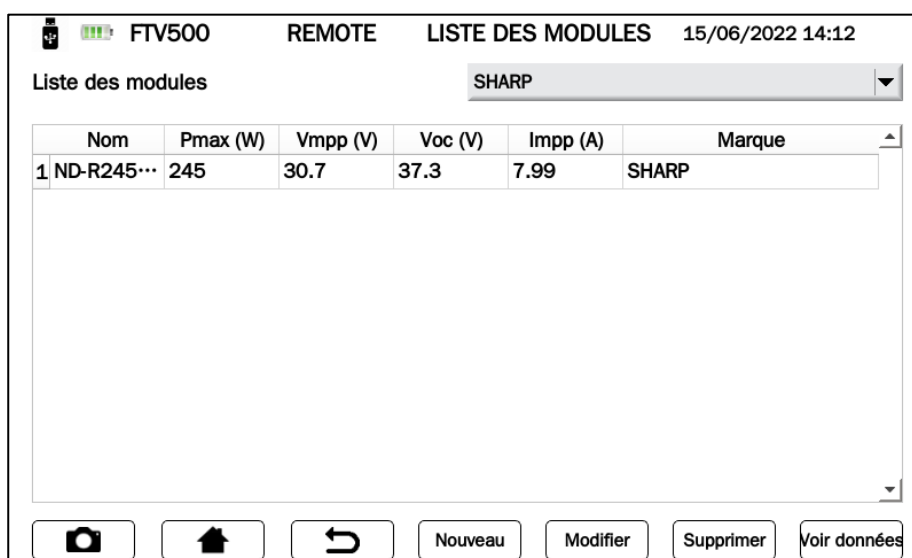 FTV500 REMOTE LISTE DES MODULES 15/06/2022 14:12
Liste des modules SHARP
Nom Pmax (W) Vmpp (V) Voc (V) Impp (A) Marque
1 ND-R245··· 245 30.7 37.3 7.99 SHARP
Nouveau Modifier Supprimer Voir données